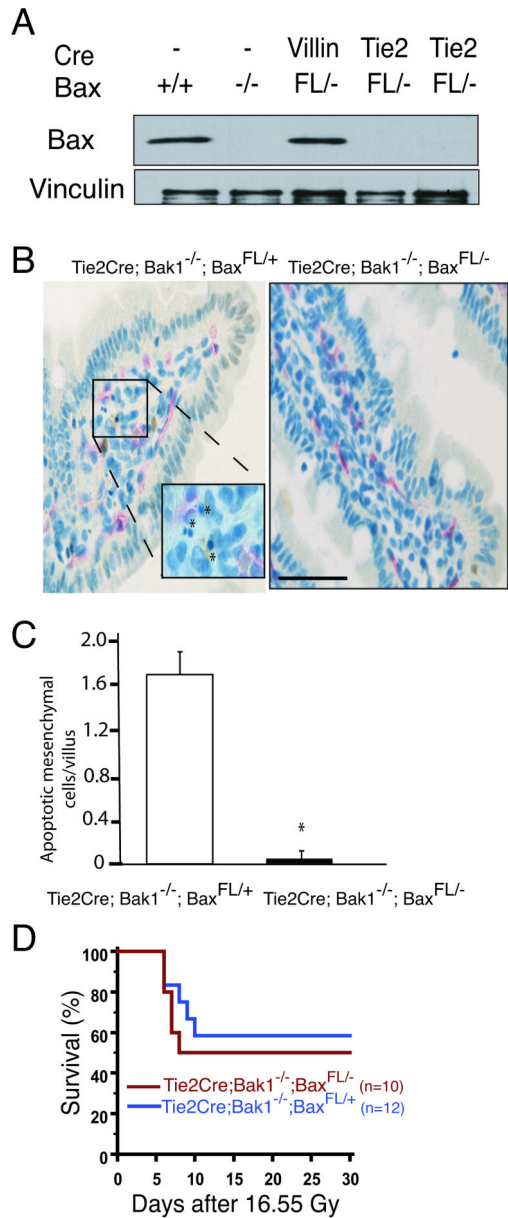 A
Cre - - Villin Tie2 Tie2
Bax +/+ -/- FL/- FL/- FL/-
Bax
Vinculin
B
Tie2Cre; Bak1-/-; BaxFL/+ Tie2Cre; Bak1-/-; BaxFL/-
*
*
*
C
Apoptotic mesenchymal
cells/villus
2.0
1.6
1.2
0.8
0.4
0
*
Tie2Cre; Bak1-/-; BaxFL/+ Tie2Cre; Bak1-/-; BaxFL/-
D
Survival (%)
100
80
60
40
20
0
Tie2Cre;Bak1-/-;BaxFL/- (n=10)
Tie2Cre;Bak1-/-;BaxFL/+ (n=12)
0 5 10 15 20 25 30
Days after 16.55 Gy